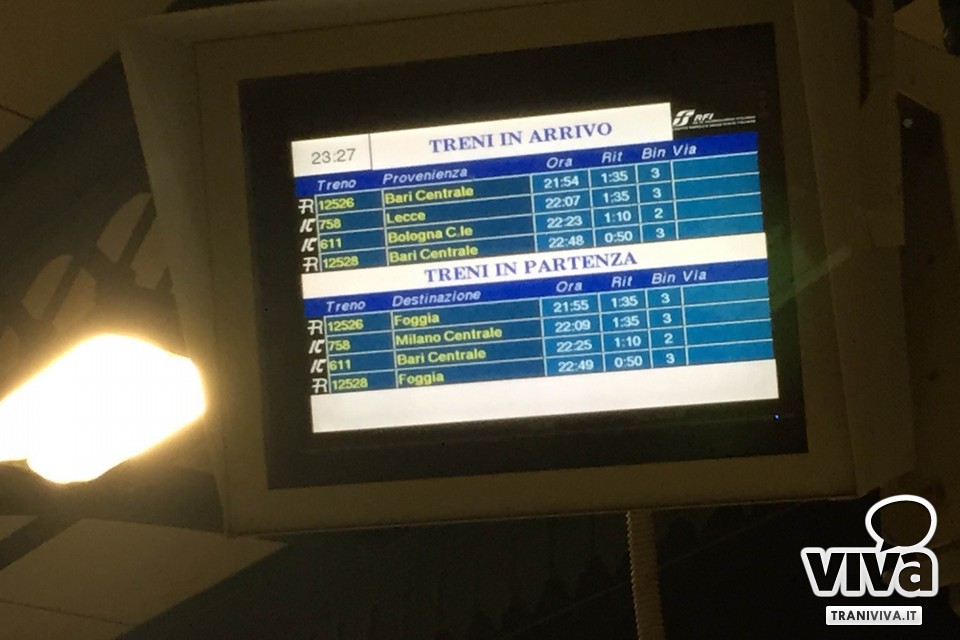 23:27 TRENI IN ARRIVO RFI
Treno Provenienza Ora Rit Bin Via
R 12526 Bari Centrale 21:54 1:35 3
IC 758 Lecce 22:07 1:35 3
IC 611 Bologna C.le 22:23 1:10 2
R 12528 Bari Centrale 22:48 0:50 3
TRENI IN PARTENZA
Treno Destinazione Ora Rit Bin Via
R 12526 Foggia 21:55 1:35 3
IC 758 Milano Centrale 22:09 1:35 3
IC 611 Bari Centrale 22:25 1:10 2
R 12528 Foggia 22:49 0:50 3
viva
TRANIVIVA.IT